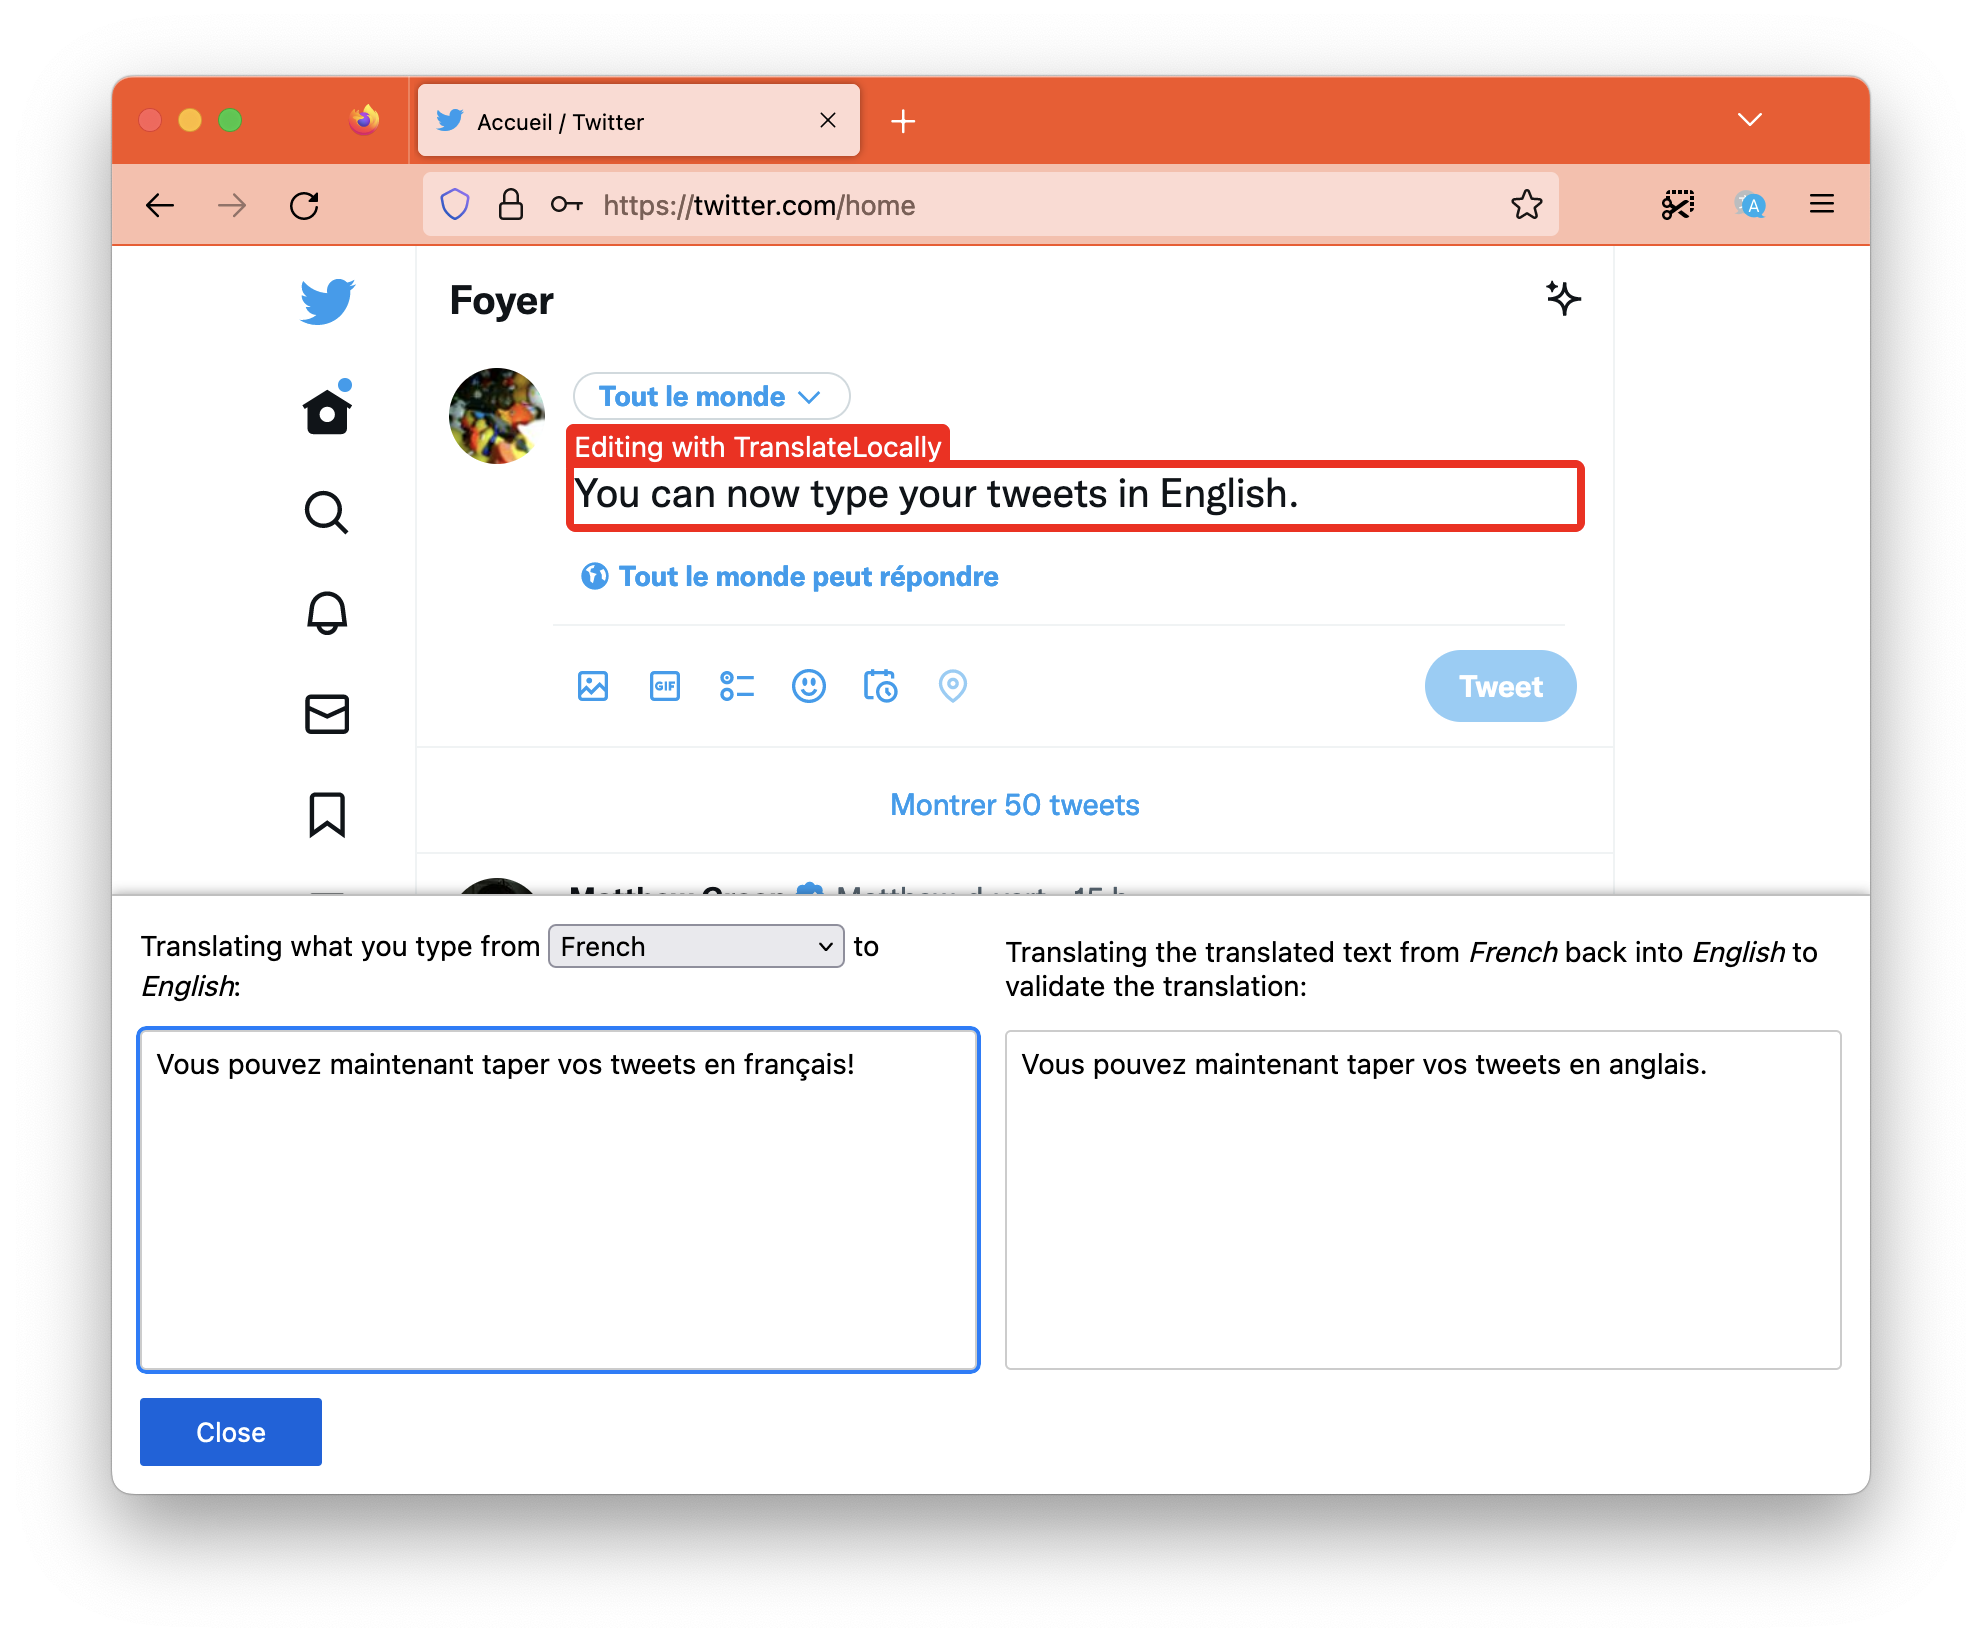 Accueil / Twitter
https://twitter.com/home
Foyer
Tout le monde
Editing with TranslateLocally
You can now type your tweets in English.
Tout le monde peut répondre
GIF
Tweet
Montrer 50 tweets
Matthew Green
Translating what you type from French to
English:
Vous pouvez maintenant taper vos tweets en français!
Translating the translated text from French back into English to
validate the translation:
Vous pouvez maintenant taper vos tweets en anglais.
Close